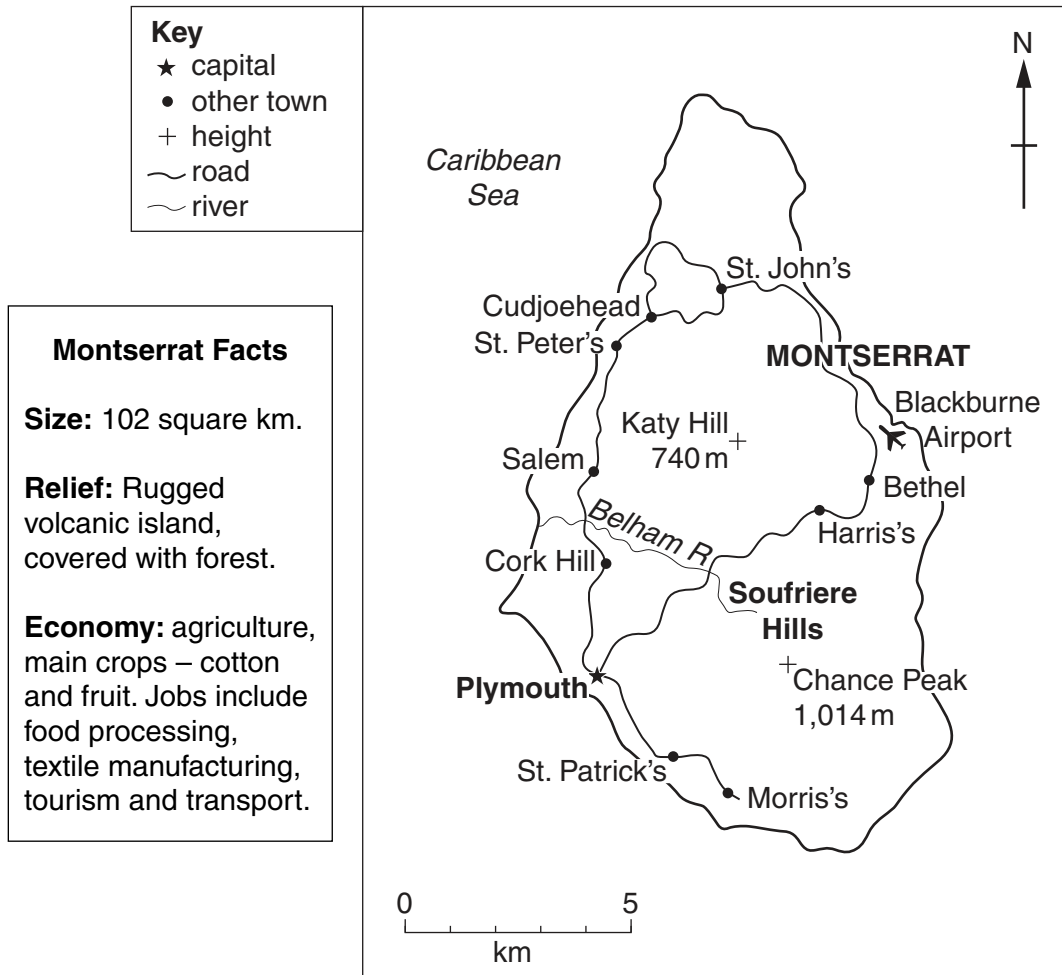 Key
capital
other town
height
road
river
N
Caribbean
Sea
St. John's
Cudjoehead
St. Peter's
MONTSERRAT
Blackburne
Airport
Katy Hill
740 m
Salem
Bethel
Harris's
Belham R.
Cork Hill
Soufriere
Hills
Plymouth
Chance Peak
1,014 m
St. Patrick's
Morris's
0 5
km
Montserrat Facts
Size: 102 square km.
Relief: Rugged
volcanic island,
covered with forest.
Economy: agriculture,
main crops – cotton
and fruit. Jobs include
food processing,
textile manufacturing,
tourism and transport.